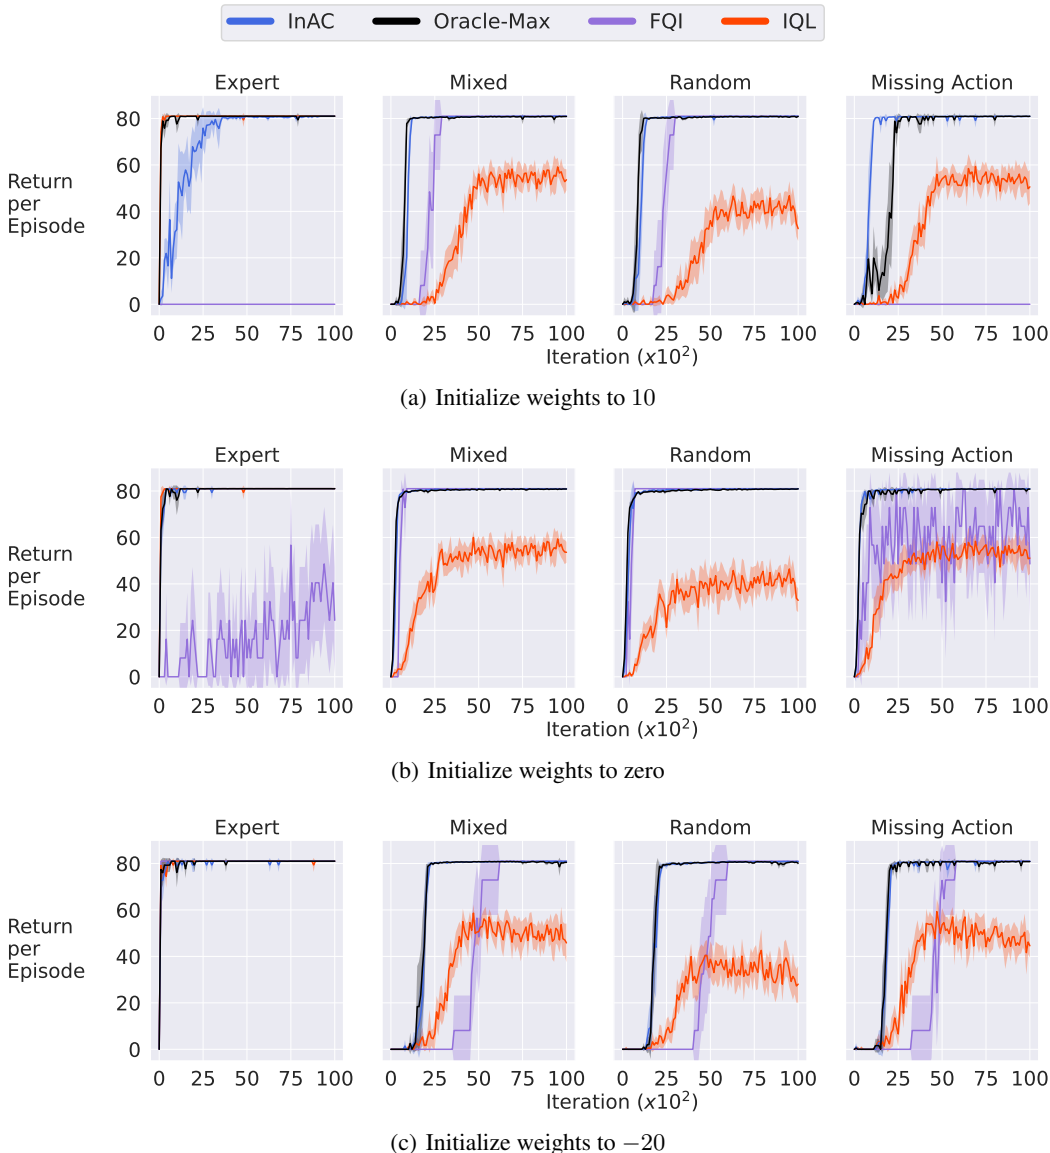 InAC Oracle-Max FQI IQL
Expert Mixed Random Missing Action
80
60
40
20
0
Return
per
Episode
0 25 50 75 100 0 25 50 75 100 0 25 50 75 100 0 25 50 75 100
Iteration (x10²)
(a) Initialize weights to 10
Expert Mixed Random Missing Action
80
60
40
20
0
Return
per
Episode
0 25 50 75 100 0 25 50 75 100 0 25 50 75 100 0 25 50 75 100
Iteration (x10²)
(b) Initialize weights to zero
Expert Mixed Random Missing Action
80
60
40
20
0
Return
per
Episode
0 25 50 75 100 0 25 50 75 100 0 25 50 75 100 0 25 50 75 100
Iteration (x10²)
(c) Initialize weights to −20